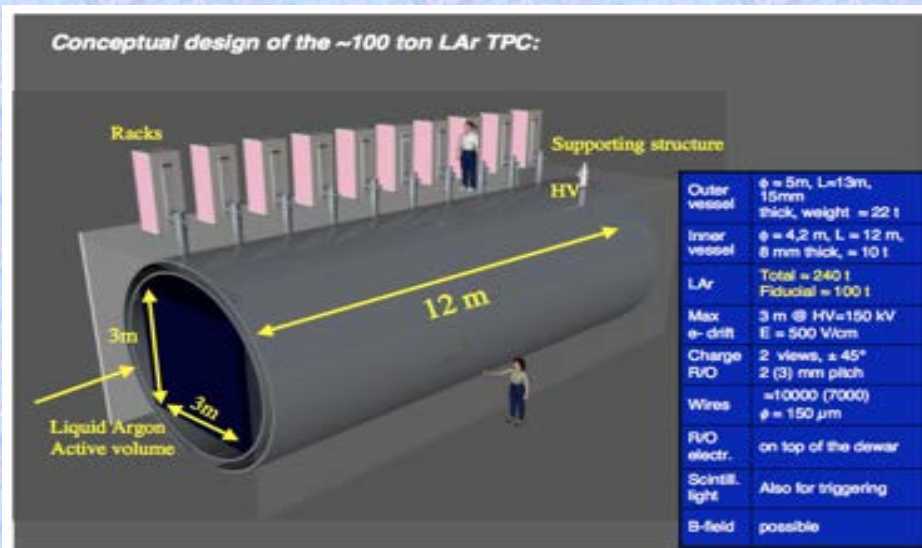 Conceptual design of the ~100 ton LAr TPC:
Racks
Supporting structure
HV
12 m
3m
3m
Liquid Argon
Active volume
Outer vessel
ϕ = 5m, L=13m,
15mm
thick, weight = 22 t
Inner vessel
ϕ = 4,2 m, L = 12 m,
8 mm thick, = 10 t
LAr
Total = 240 t
Fiducial = 100 t
Max e- drift
3 m @ HV=150 kV
E = 500 V/cm
Charge R/O
2 views, ± 45°
2 (3) mm pitch
Wires
≈10000 (7000)
ϕ = 150 µm
R/O electr.
on top of the dewar
Scintill. light
Also for triggering
B-field
possible